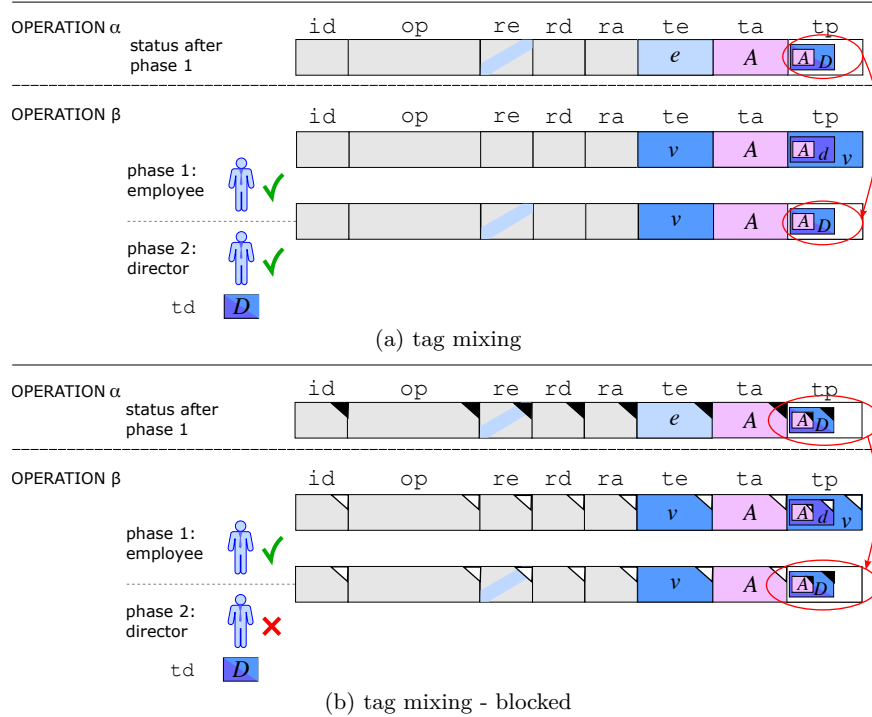 OPERATION α
id op re rd ra te ta tp
status after
phase 1
e A A D
OPERATION β
id op re rd ra te ta tp
v A A d v
phase 1:
employee
v A A D
phase 2:
director
td D
(a) tag mixing
OPERATION α
id op re rd ra te ta tp
status after
phase 1
e A A D
OPERATION β
id op re rd ra te ta tp
v A A d v
phase 1:
employee
v A A D
phase 2:
director
td D
(b) tag mixing - blocked